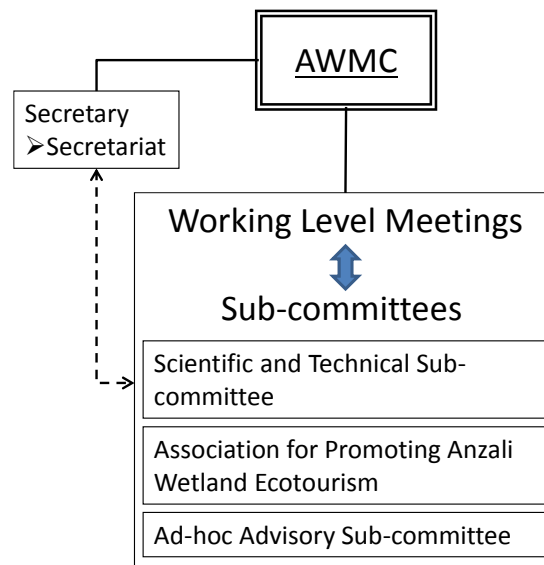 AWMC
Secretary
➢Secretariat
Working Level Meetings
Sub-committees
Scientific and Technical Sub-
committee
Association for Promoting Anzali
Wetland Ecotourism
Ad-hoc Advisory Sub-committee